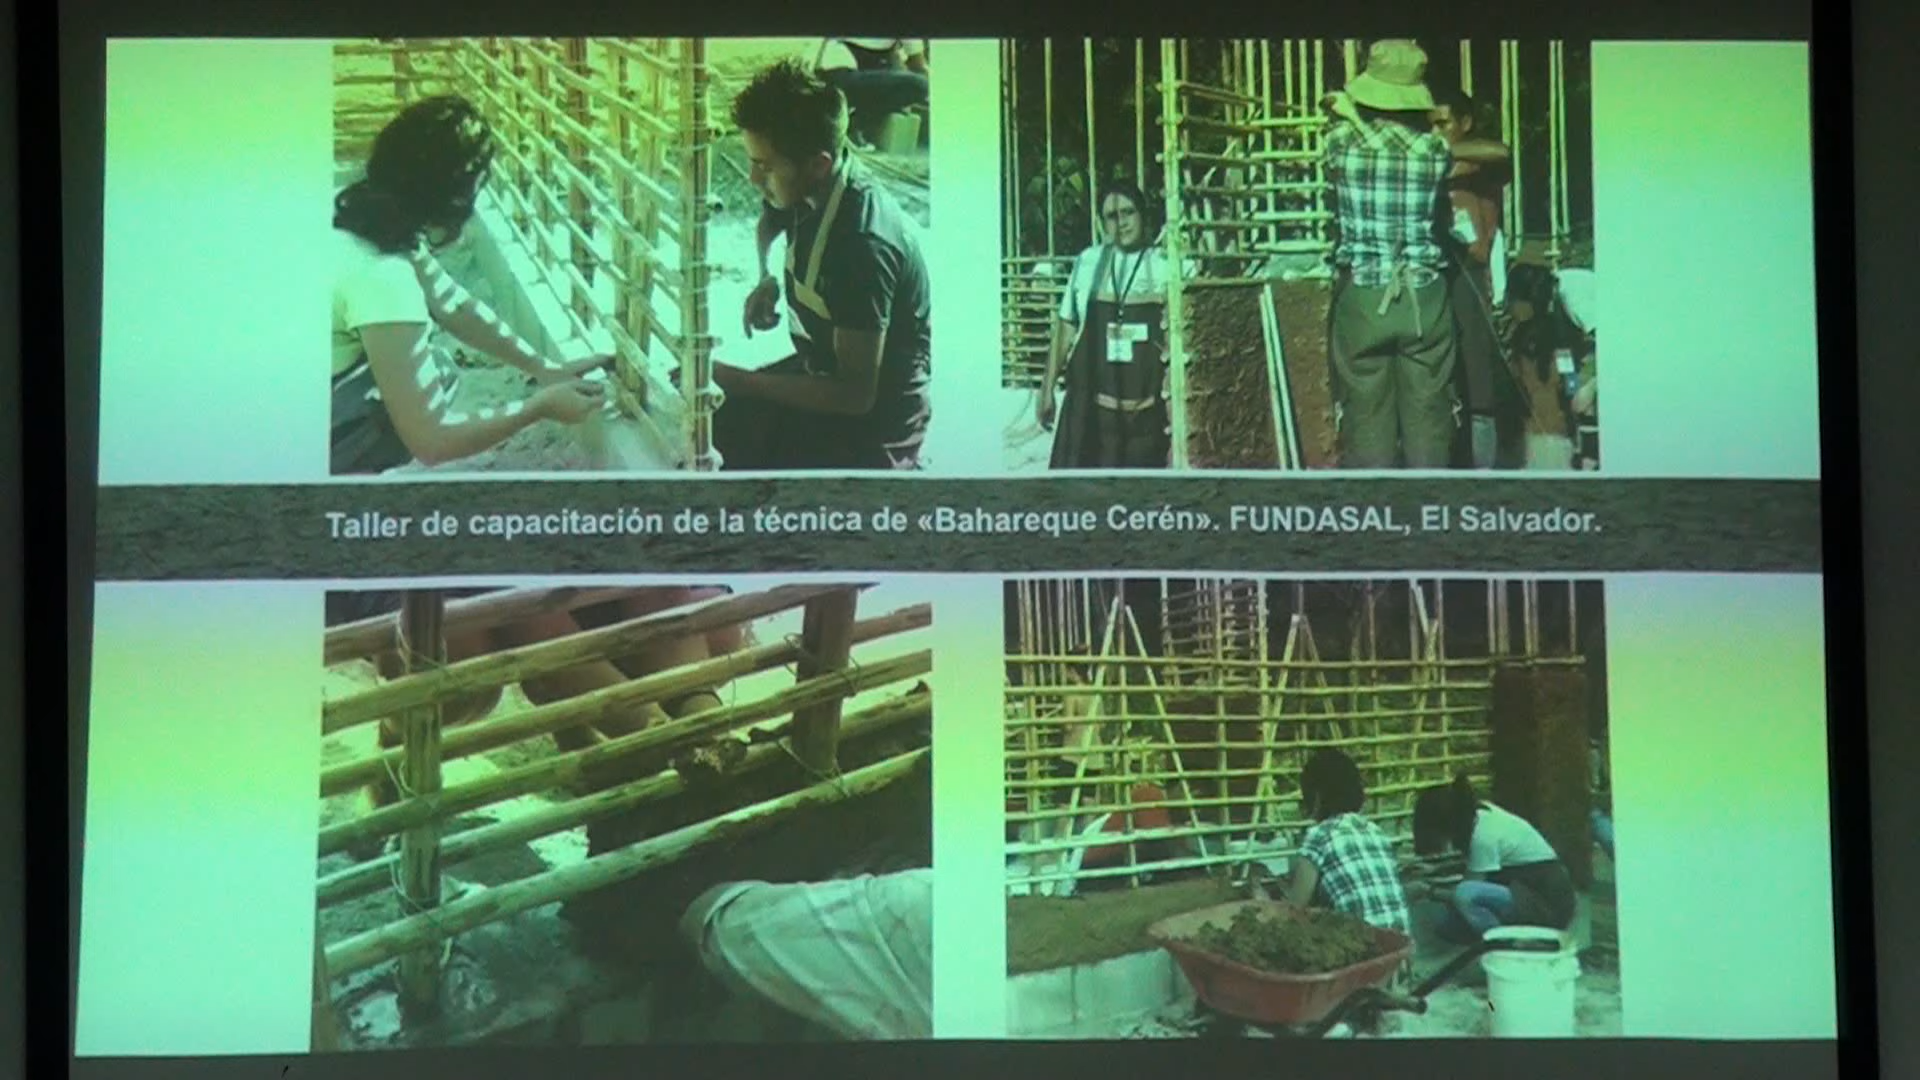 Taller de capacitación de la técnica de «Bahareque Cerén». FUNDASAL, El Salvador.